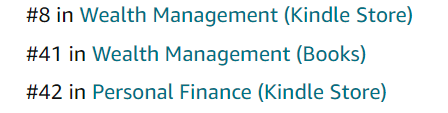 #8 in Wealth Management (Kindle Store)
#41 in Wealth Management (Books)
#42 in Personal Finance (Kindle Store)